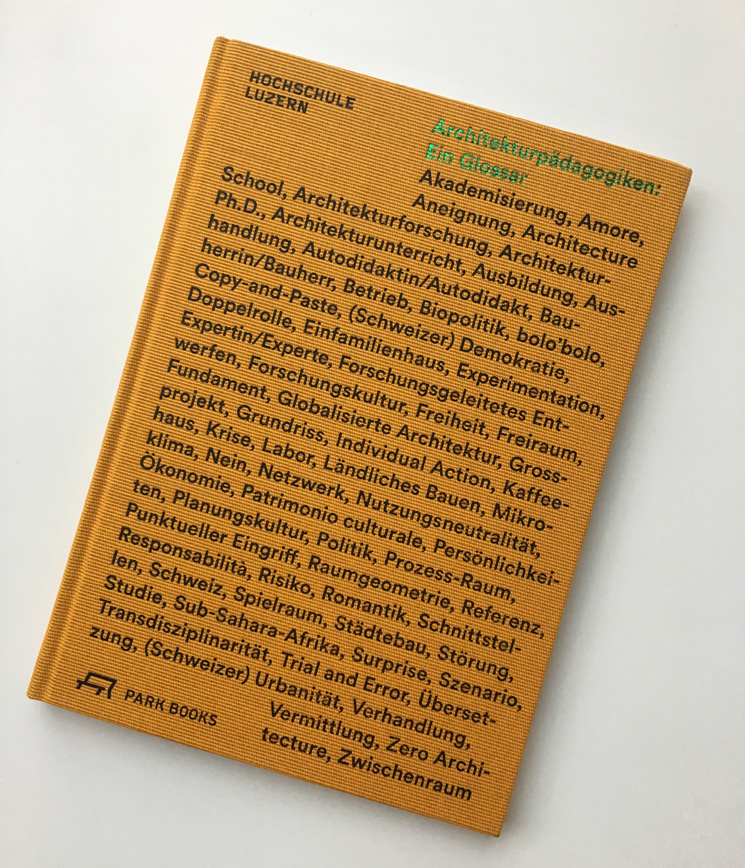 HOCHSCHULE
LUZERN
Architekturpädagogiken:
Ein Glossar
Akademisierung, Amore,
Aneignung, Architecture
School, Architekturforschung, Architektur-
Ph.D., Architekturunterricht, Ausbildung, Aus-
handlung, Autodidaktin/Autodidakt, Bau-
herrin/Bauherr, Betrieb, Biopolitik, bolo'bolo,
Copy-and-Paste, (Schweizer) Demokratie,
Doppelrolle, Einfamilienhaus, Experimentation,
Expertin/Experte, Forschungsgeleitetes Ent-
werfen, Forschungskultur, Freiheit, Freiraum,
Fundament, Globalisierte Architektur, Gross-
projekt, Grundriss, Individual Action, Kaffee-
haus, Krise, Labor, Ländliches Bauen, Mikro-
klima, Nein, Netzwerk, Nutzungsneutralität,
Ökonomie, Patrimonio culturale, Persönlichkei-
ten, Planungskultur, Politik, Prozess-Raum,
Punktueller Eingriff, Raumgeometrie, Referenz,
Responsabilità, Risiko, Romantik, Schnittstel-
len, Schweiz, Spielraum, Städtebau, Störung,
Studie, Sub-Sahara-Afrika, Surprise, Szenario,
Transdisziplinarität, Trial and Error, Überset-
zung, (Schweizer) Urbanität, Verhandlung,
Vermittlung, Zero Archi-
tecture, Zwischenraum
PARK BOOKS